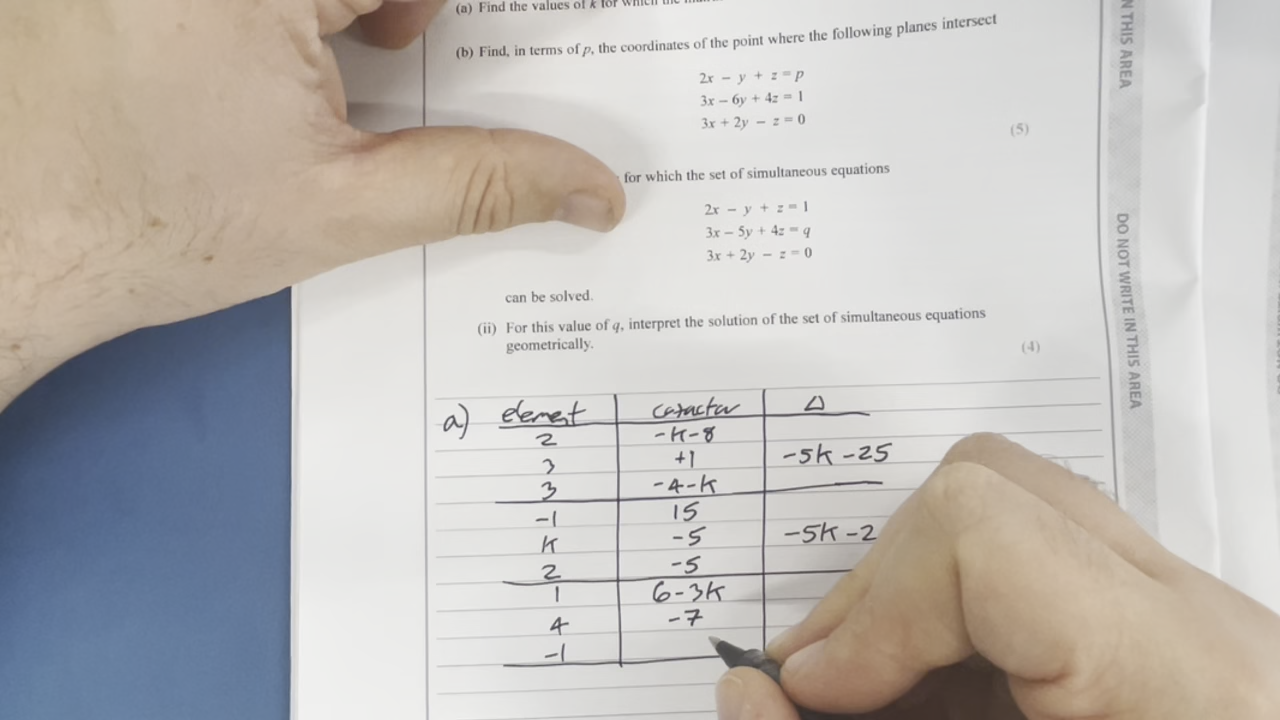 (a) Find the values of k for which the
(b) Find, in terms of p, the coordinates of the point where the following planes intersect
2x − y + z = p
3x − 6y + 4z = 1
3x + 2y − z = 0
(5)
for which the set of simultaneous equations
2x − y + z = 1
3x − 5y + 4z = q
3x + 2y − z = 0
can be solved.
(ii) For this value of q, interpret the solution of the set of simultaneous equations
geometrically.
(4)
a) element cofactor Δ
2 -k-8
3 +1 -5k-25
3 -4-k
-1 15
k -5 -5k-2
2 -5
1 6-3k
4 -7
-1
N THIS AREA
DO NOT WRITE IN THIS AREA